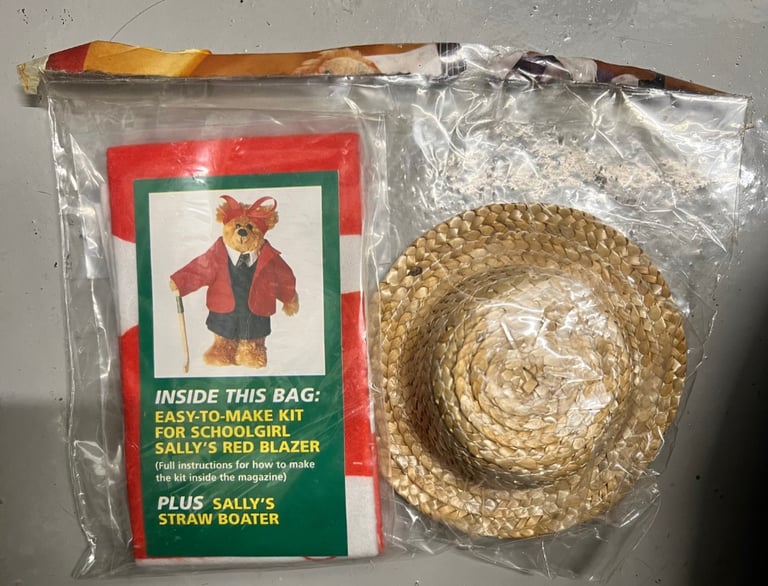 INSIDE THIS BAG:
EASY-TO-MAKE KIT
FOR SCHOOLGIRL
SALLY'S RED BLAZER
(Full instructions for how to make
the kit inside the magazine)
PLUS SALLY'S
STRAW BOATER